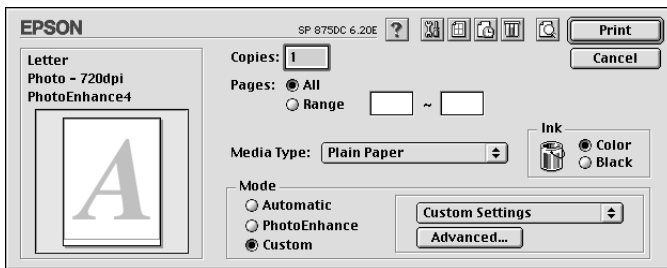 EPSON
SP 875DC 6.20E
?
Print
Cancel
Letter
Photo - 720dpi
PhotoEnhance4
A
Copies: 1
Pages: All
Range ~
Media Type: Plain Paper
Ink
Color
Black
Mode
Automatic
PhotoEnhance
Custom
Custom Settings
Advanced...